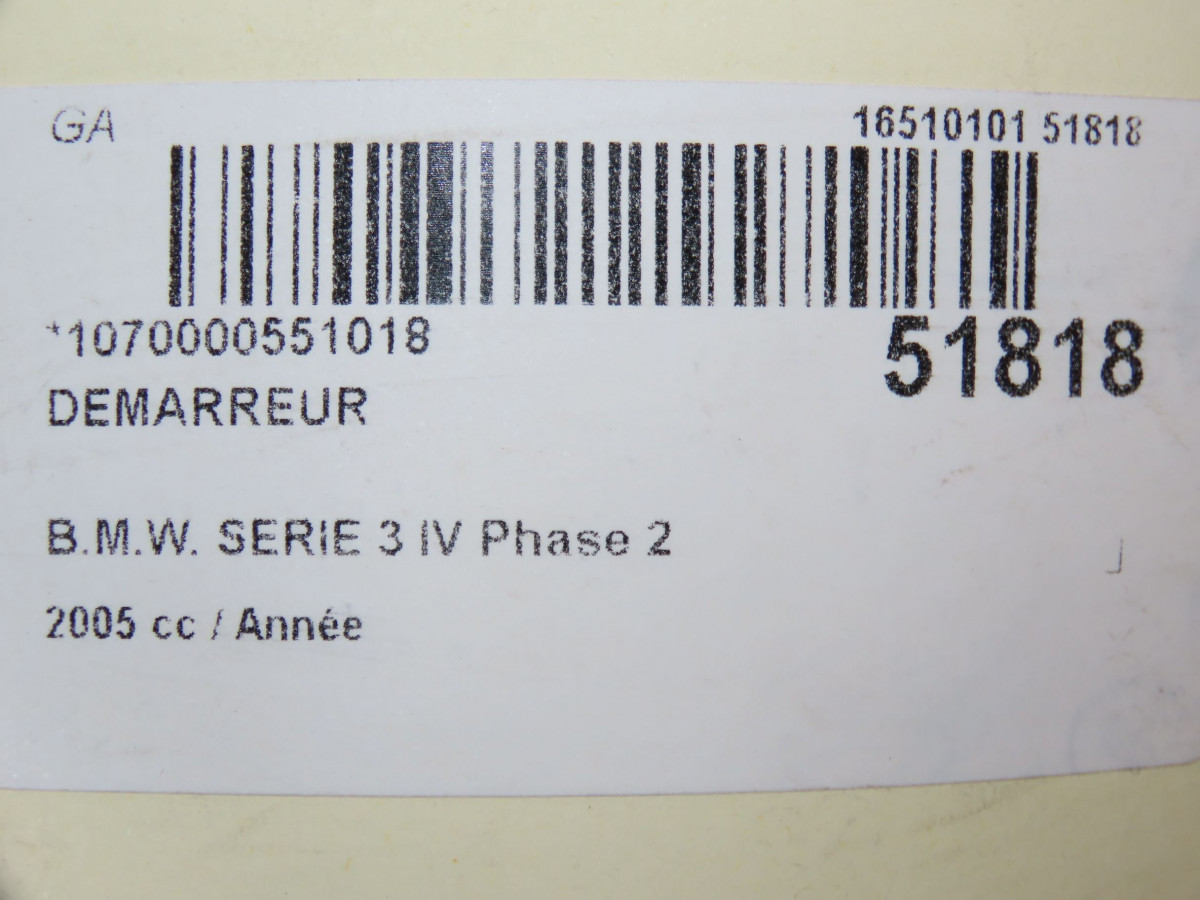 GA
16510101 51818
*1070000551018
51818
DEMARREUR
B.M.W. SERIE 3 IV Phase 2
2005 cc / Année